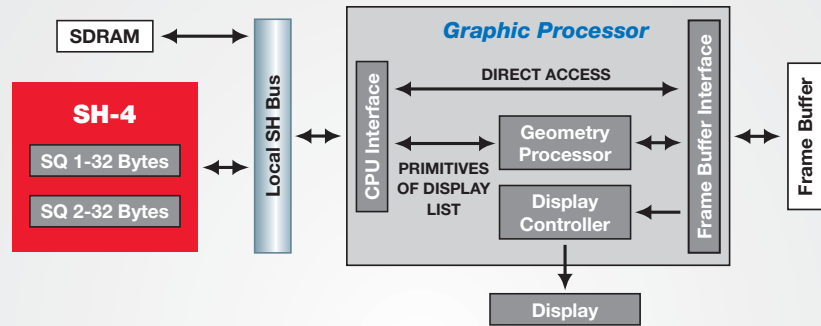 SDRAM
SH-4
SQ 1-32 Bytes
SQ 2-32 Bytes
Local SH Bus
Graphic Processor
CPU Interface
DIRECT ACCESS
PRIMITIVES
OF DISPLAY
LIST
Geometry
Processor
Display
Controller
Frame Buffer Interface
Frame Buffer
Display